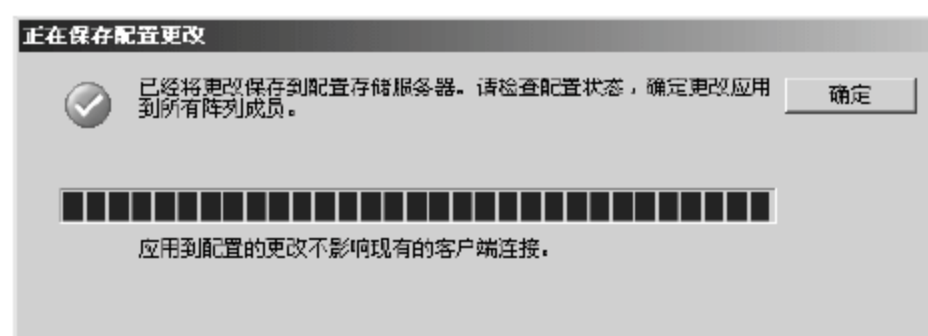 正在保存配置更改
已经将更改保存到配置存储服务器。请检查配置状态，确定更改应用
到所有阵列成员。
确定
应用到配置的更改不影响现有的客户端连接。